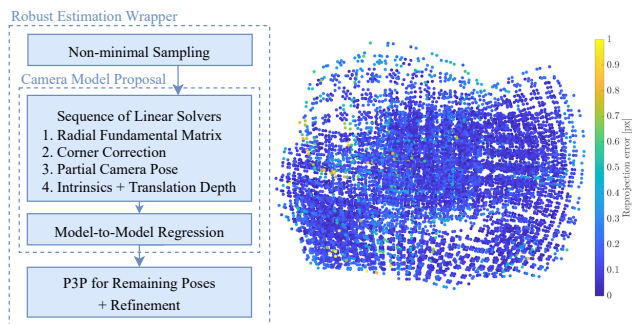 Robust Estimation Wrapper
Non-minimal Sampling
Camera Model Proposal
Sequence of Linear Solvers
1. Radial Fundamental Matrix
2. Corner Correction
3. Partial Camera Pose
4. Intrinsics + Translation Depth
Model-to-Model Regression
P3P for Remaining Poses
+ Refinement
1
0.9
0.8
0.7
0.6
0.5
0.4
0.3
0.2
0.1
0
Reprojection error [px]